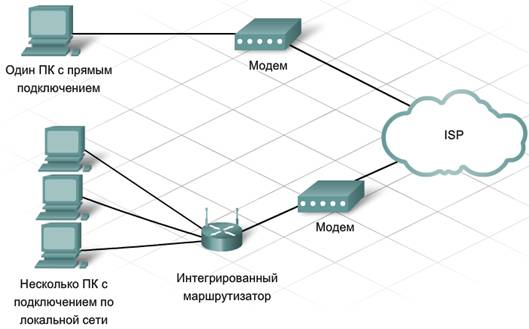 Один ПК с прямым
подключением
Модем
ISP
Модем
Интегрированный
маршрутизатор
Несколько ПК с
подключением по
локальной сети